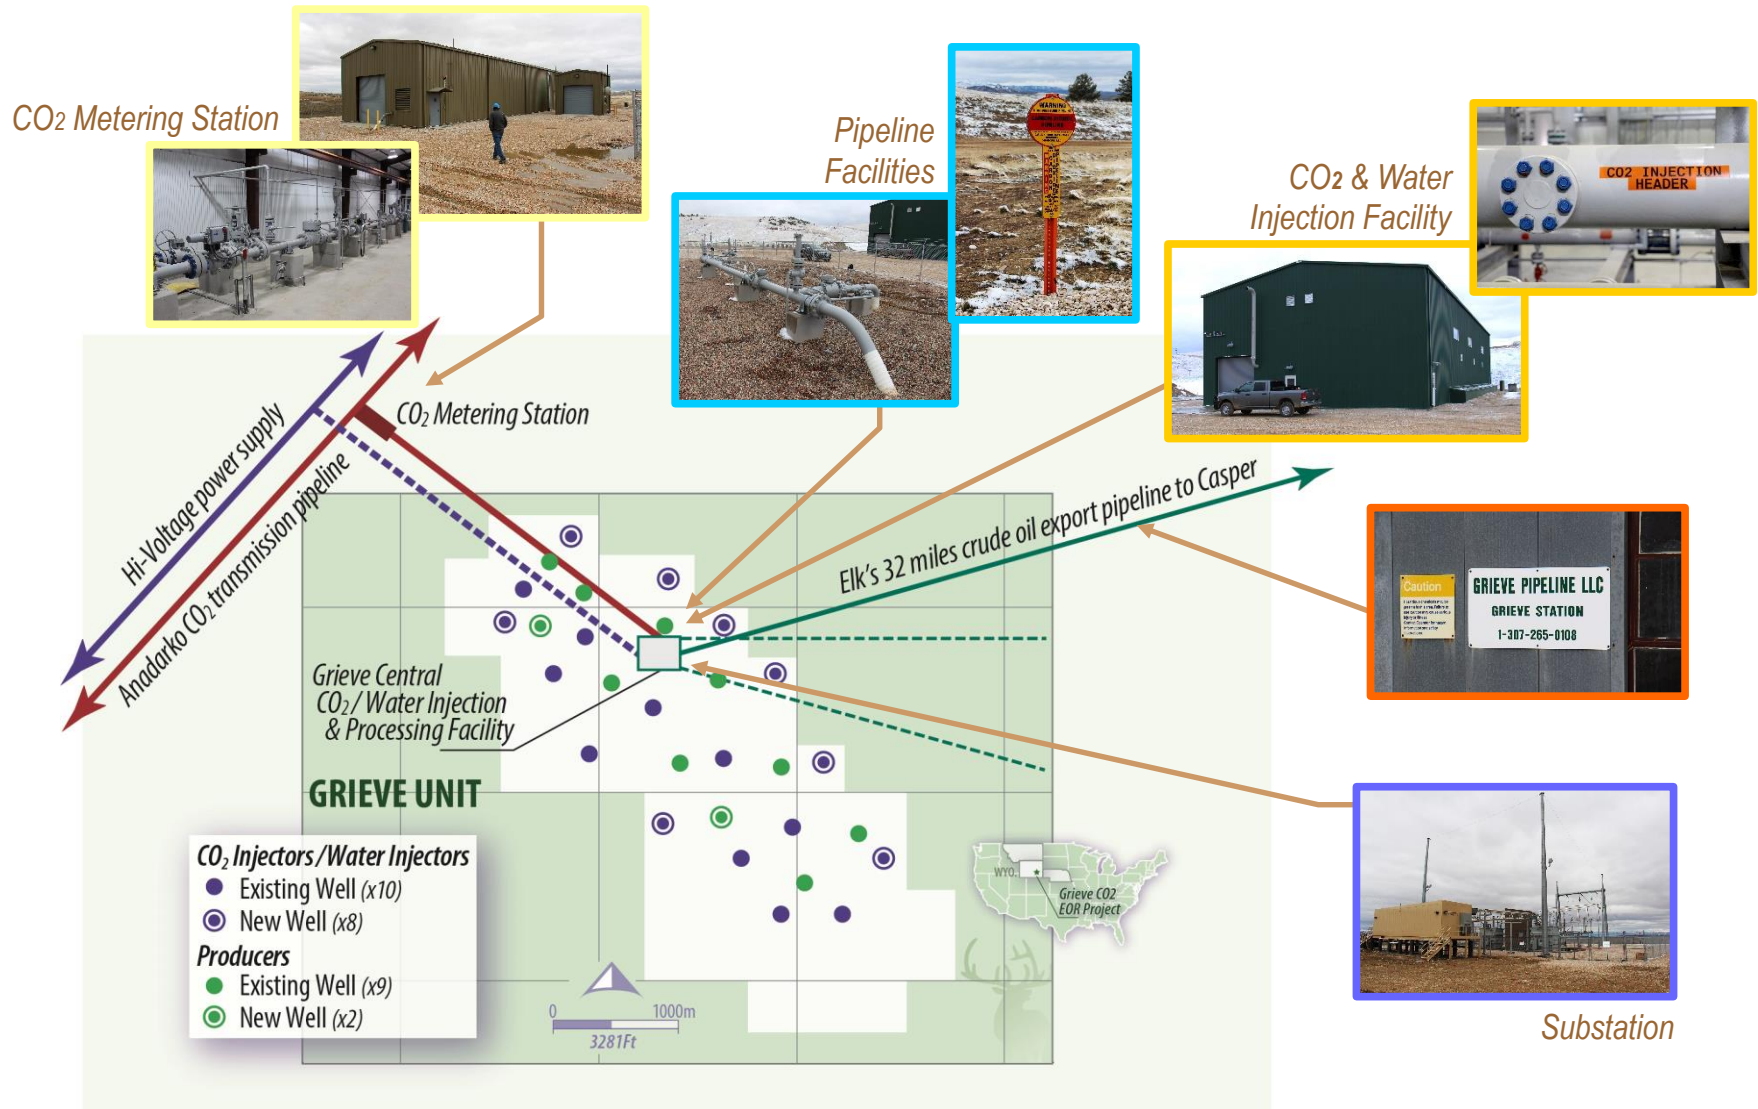 CO2 Metering Station
Pipeline
Facilities
WARNING
CO2 & Water
Injection Facility
CO2 INJECTION
HEADER
CO2 Metering Station
Hi-Voltage power supply
Anadarko CO2 transmission pipeline
Elk's 32 miles crude oil export pipeline to Casper
Caution
GRIEVE PIPELINE LLC
GRIEVE STATION
1-307-265-0108
Grieve Central
CO2 / Water Injection
& Processing Facility
GRIEVE UNIT
CO2 Injectors/Water Injectors
Existing Well (x10)
New Well (x8)
Producers
Existing Well (x9)
New Well (x2)
0 1000m
3281Ft
WYO.
Grieve CO2
EOR Project
Substation